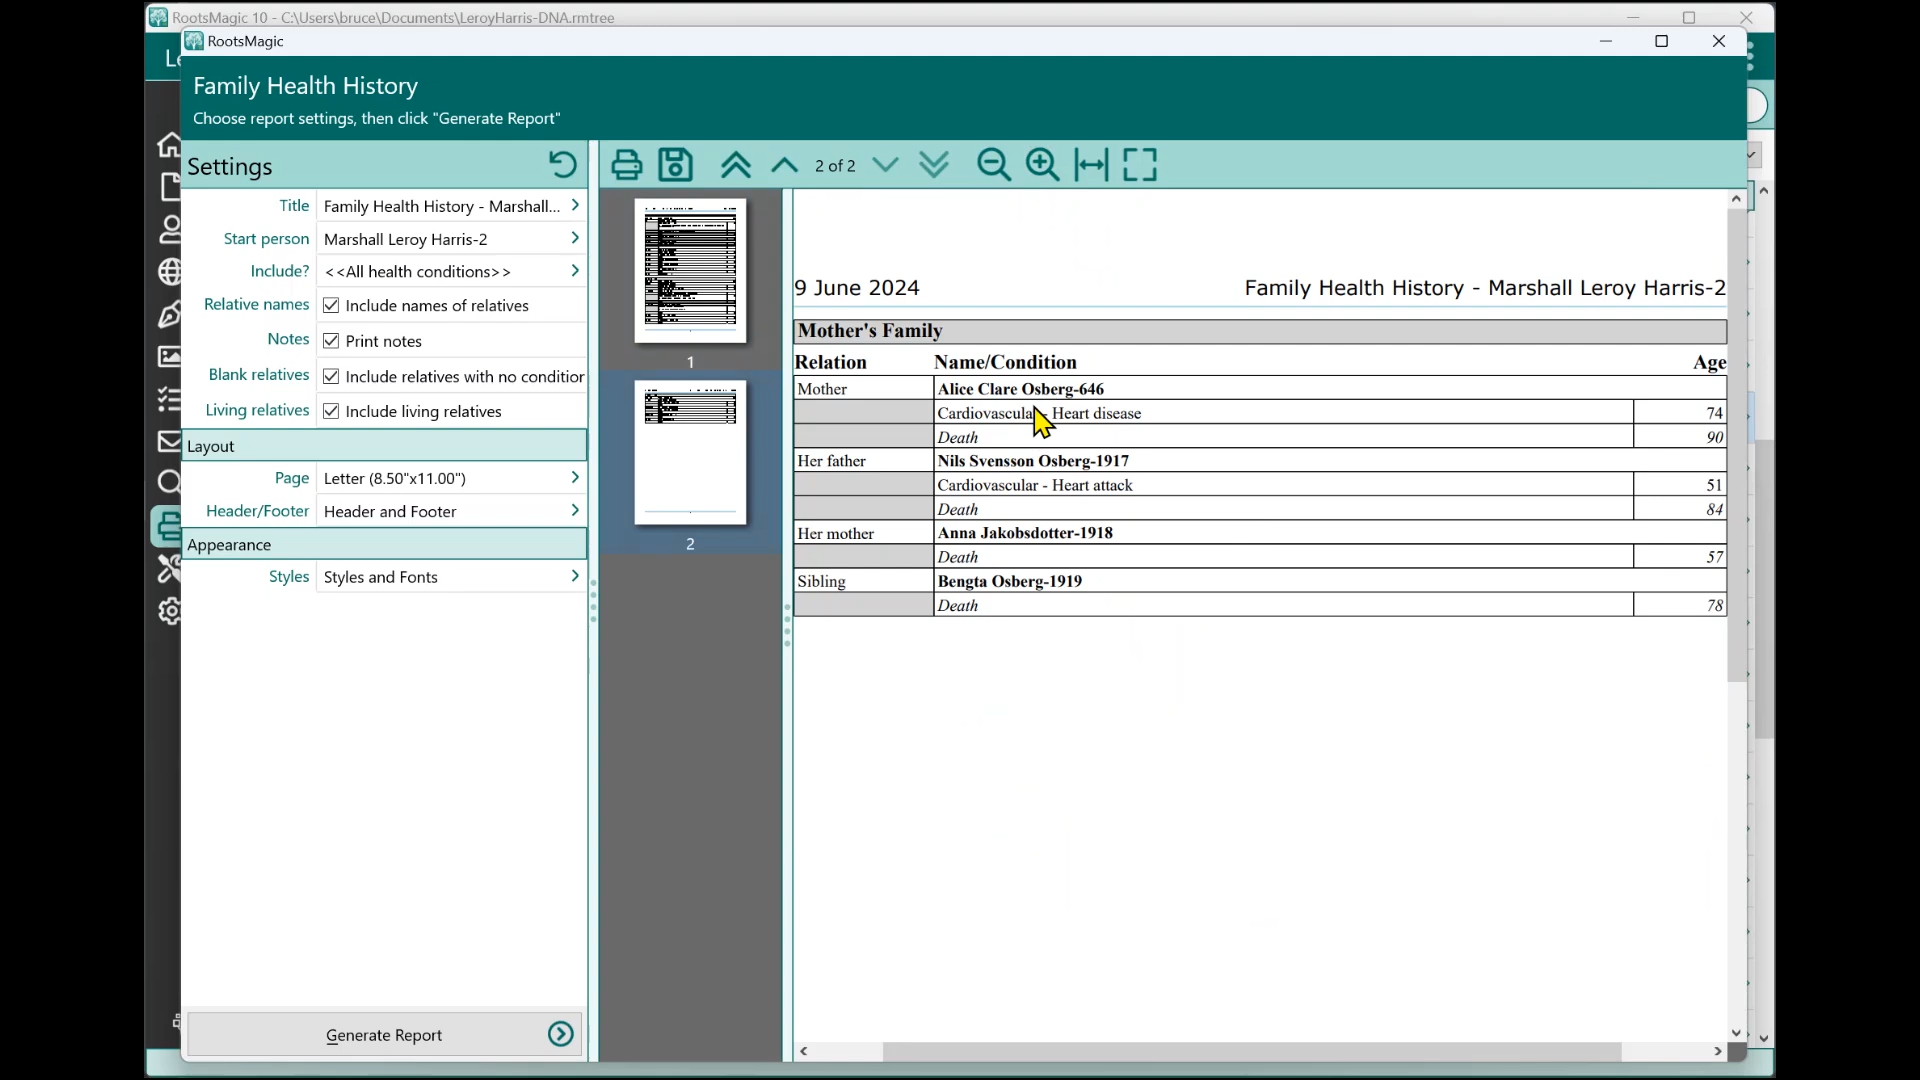 RootsMagic 10 - C:\Users\bruce\Documents\LeroyHarris-DNA.rmtree
RootsMagic
Le
Family Health History
Choose report settings, then click "Generate Report"
Settings
2 of 2
Title Family Health History - Marshall...
Start person Marshall Leroy Harris-2
Include? <<All health conditions>>
Relative names Include names of relatives
Notes Print notes
Blank relatives Include relatives with no condition
Living relatives Include living relatives
Layout
Page Letter (8.50"x11.00")
Header/Footer Header and Footer
Appearance
Styles Styles and Fonts
Generate Report
1
2
9 June 2024 Family Health History - Marshall Leroy Harris-2
Mother's Family
Relation Name/Condition Age
Mother Alice Clare Osberg-646
Cardiovascular - Heart disease 74
Death 90
Her father Nils Svensson Osberg-1917
Cardiovascular - Heart attack 51
Death 84
Her mother Anna Jakobsdotter-1918
Death 57
Sibling Bengta Osberg-1919
Death 78